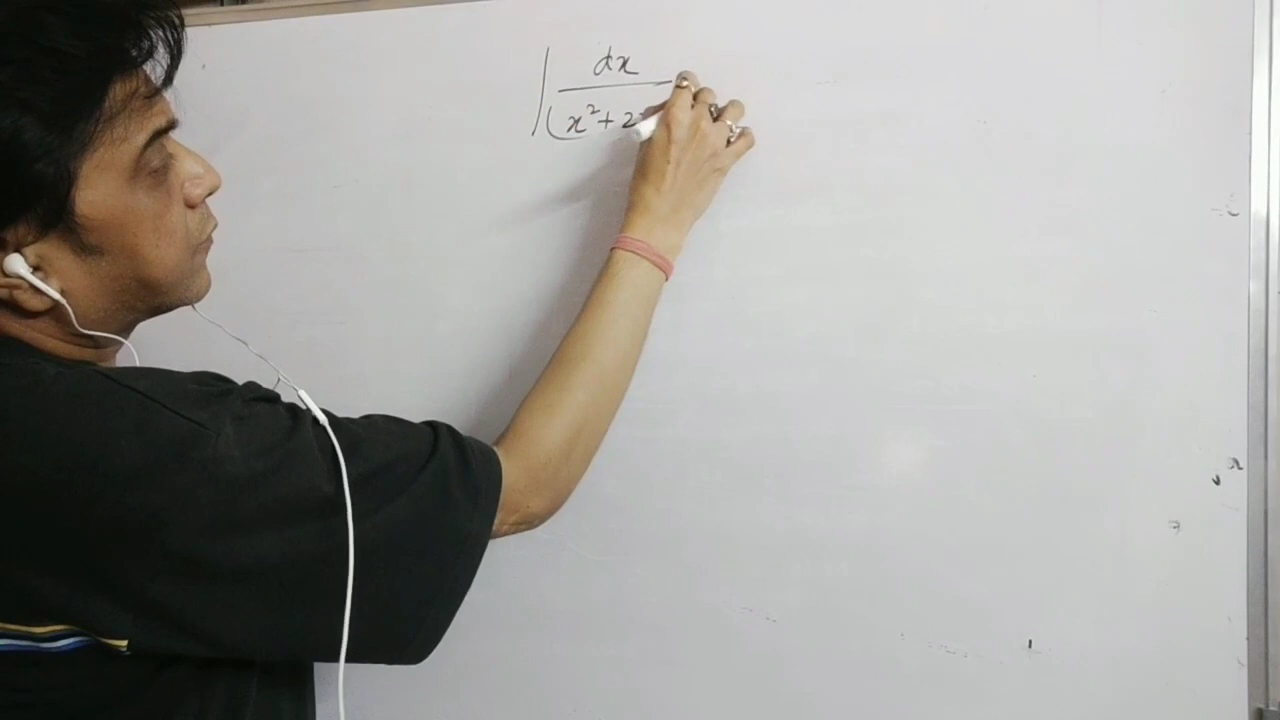 ∫ dx
(x² + 2